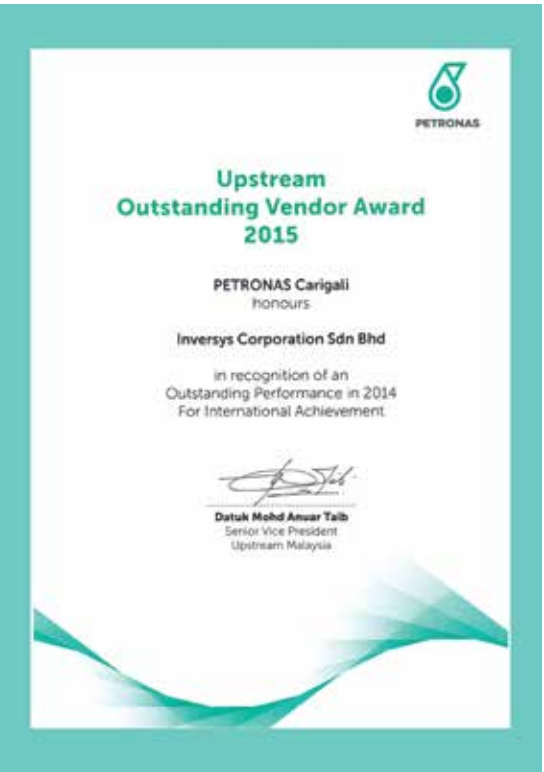 PETRONAS
Upstream
Outstanding Vendor Award
2015
PETRONAS Carigali
honours
Inversys Corporation Sdn Bhd
in recognition of an
Outstanding Performance in 2014
For International Achievement
Datuk Mohd Anuar Taib
Senior Vice President
Upstream Malaysia